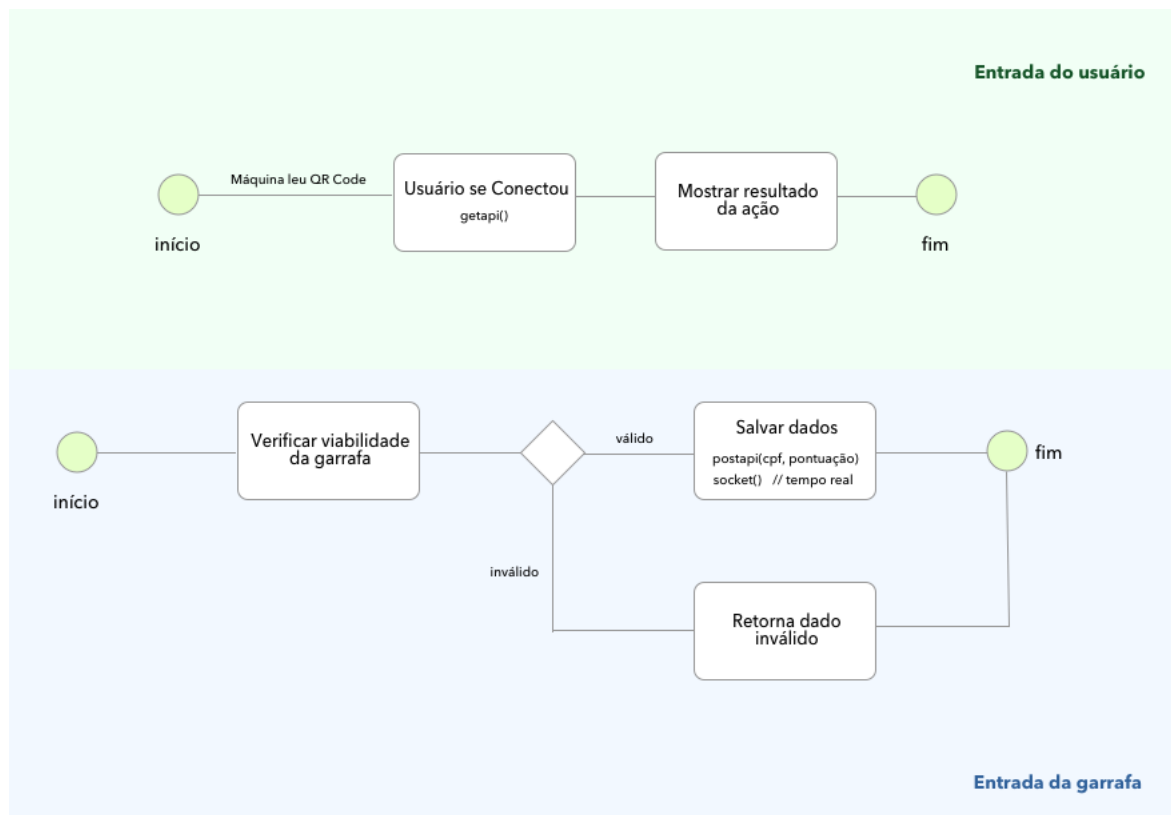 Entrada do usuário
Máquina leu QR Code
Usuário se Conectou
getapi()
Mostrar resultado
da ação
início
fim
Verificar viabilidade
da garrafa
válido
Salvar dados
postapi(cpf, pontuação)
socket() // tempo real
fim
início
inválido
Retorna dado
inválido
Entrada da garrafa